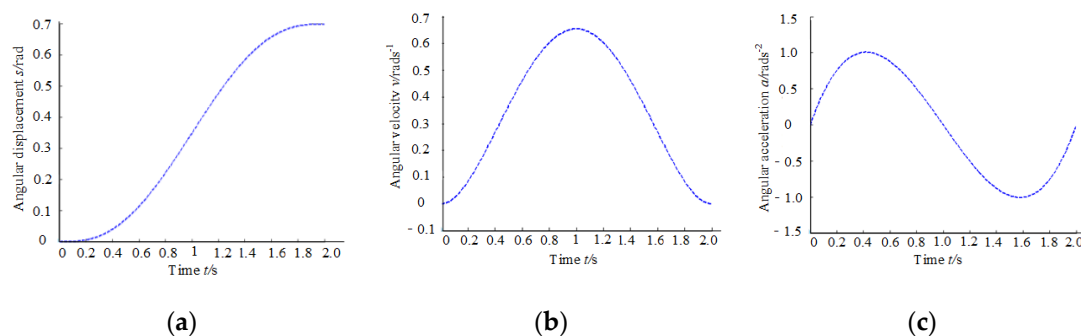 Angular displacement s/rad
0.7
0.6
0.5
0.4
0.3
0.2
0.1
0
0 0.2 0.4 0.6 0.8 1 1.2 1.4 1.6 1.8 2.0
Time t/s
(a)
Angular velocity v/rads⁻¹
0.7
0.6
0.5
0.4
0.3
0.2
0.1
0
- 0.1
0 0.2 0.4 0.6 0.8 1 1.2 1.4 1.6 1.8 2.0
Time t/s
(b)
Angular acceleration a/rads⁻²
1.5
1.0
0.5
0
- 0.5
- 1.0
- 1.5
0 0.2 0.4 0.6 0.8 1.0 1.2 1.4 1.6 1.8 2.0
Time t/s
(c)